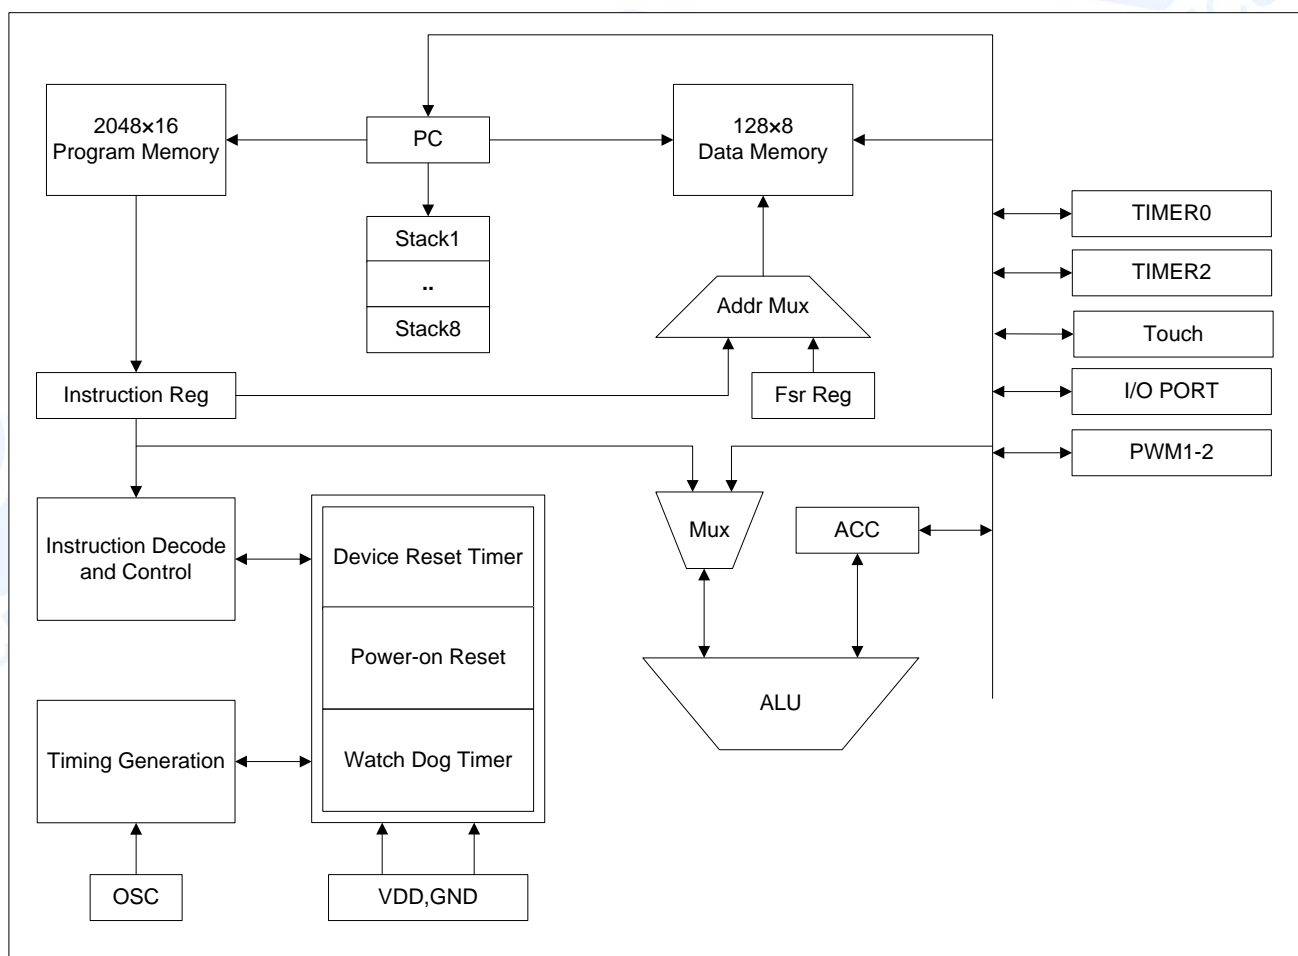 2048×16
Program Memory
PC
128×8
Data Memory
Stack1
..
Stack8
Addr Mux
TIMER0
TIMER2
Touch
I/O PORT
PWM1-2
Instruction Reg
Fsr Reg
Instruction Decode
and Control
Device Reset Timer
Mux
ACC
Power-on Reset
ALU
Timing Generation
Watch Dog Timer
OSC
VDD,GND